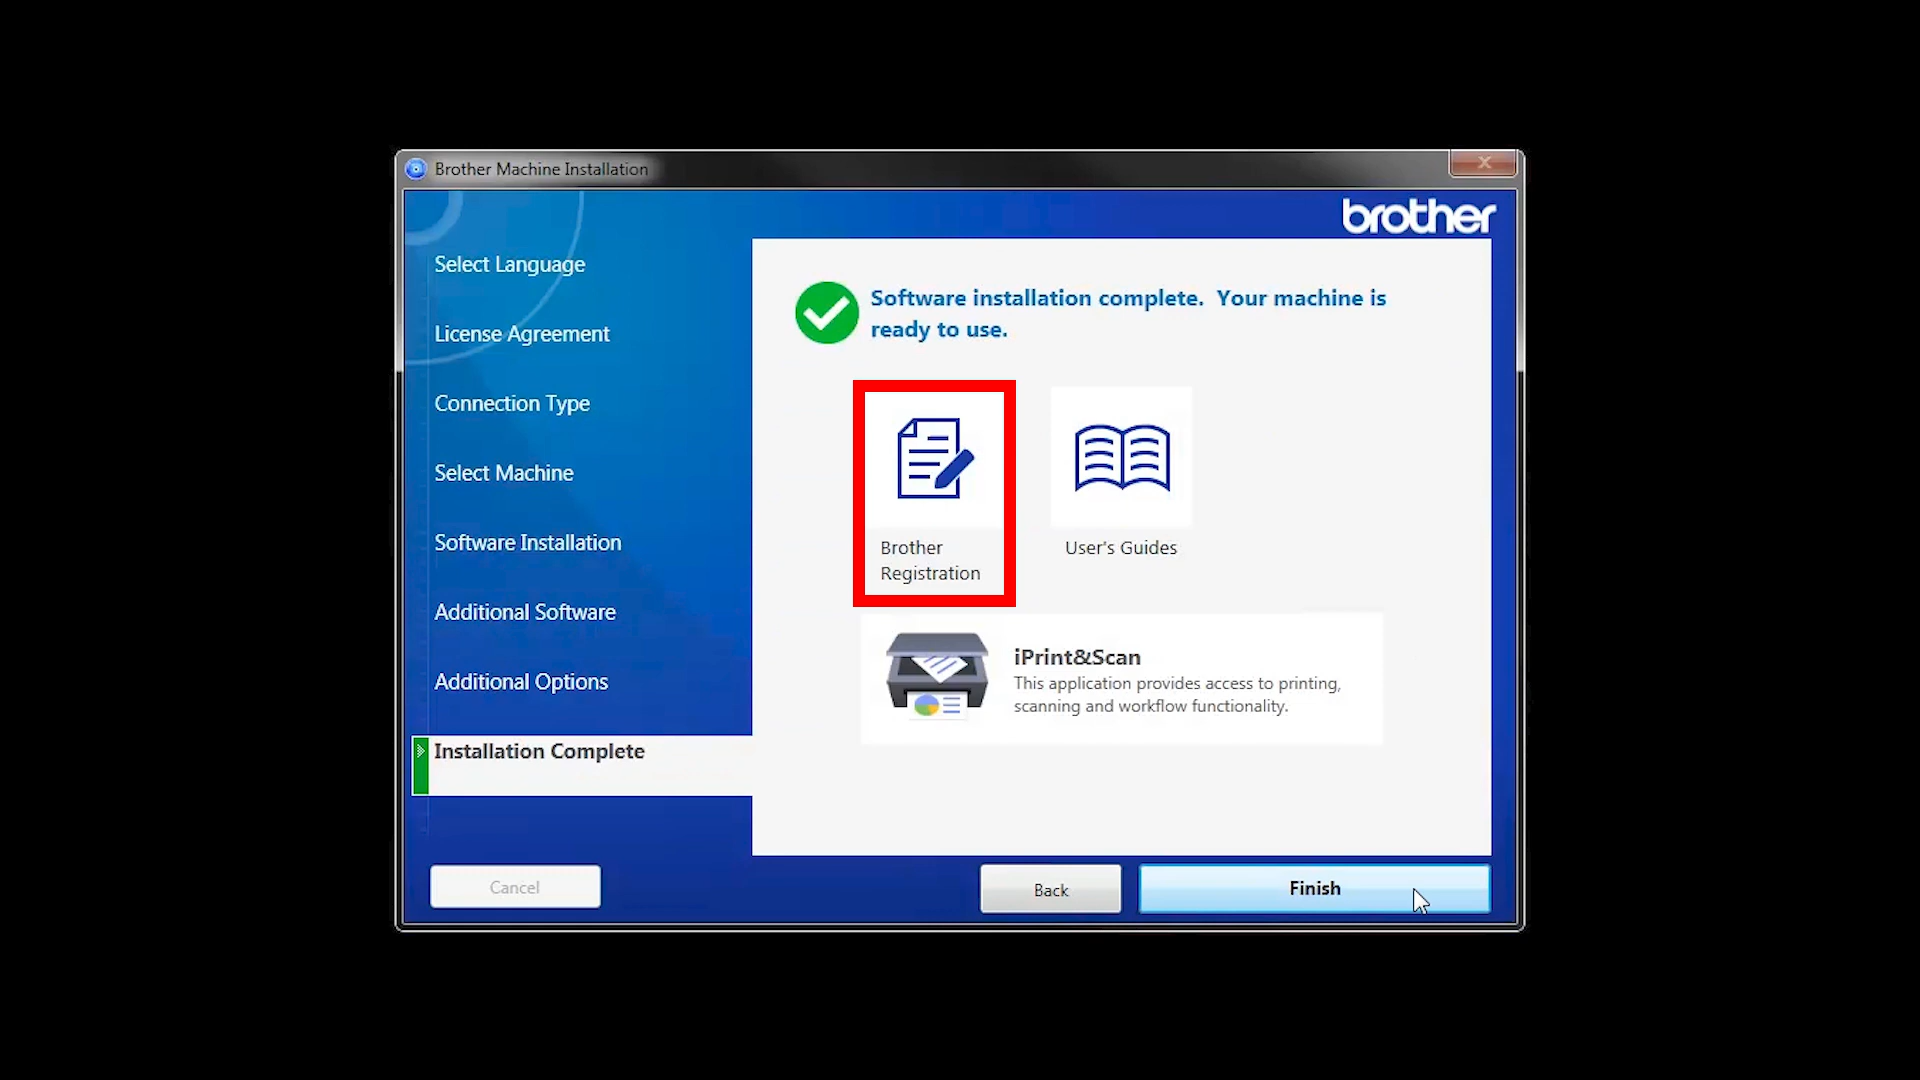 Brother Machine Installation
brother
Select Language
License Agreement
Connection Type
Select Machine
Software Installation
Additional Software
Additional Options
Installation Complete
Software installation complete.  Your machine is
ready to use.
Brother
Registration
User's Guides
iPrint&Scan
This application provides access to printing,
scanning and workflow functionality.
Cancel
Back
Finish